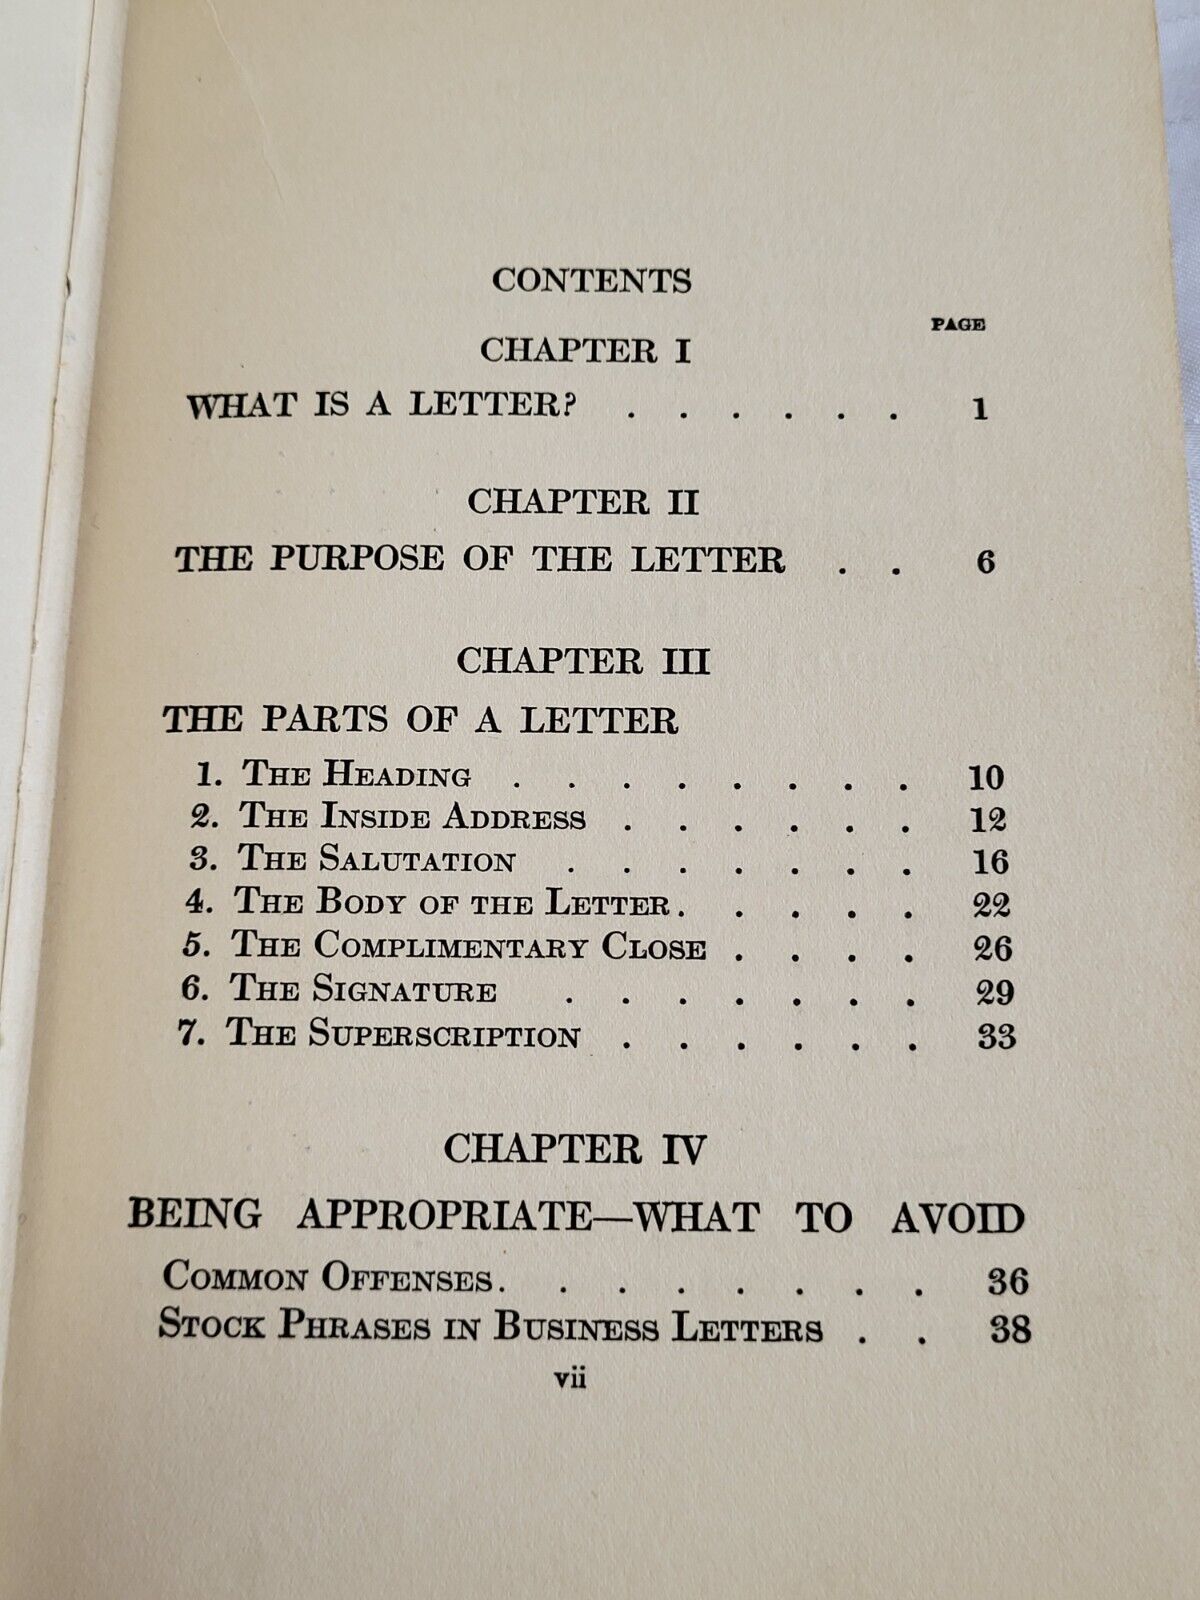 CONTENTS
PAGE
CHAPTER I
WHAT IS A LETTER? . . . . . . 1
CHAPTER II
THE PURPOSE OF THE LETTER . . 6
CHAPTER III
THE PARTS OF A LETTER
1. THE HEADING . . . . . . . . 10
2. THE INSIDE ADDRESS . . . . . . 12
3. THE SALUTATION . . . . . . . 16
4. THE BODY OF THE LETTER . . . . . 22
5. THE COMPLIMENTARY CLOSE . . . . 26
6. THE SIGNATURE . . . . . . . 29
7. THE SUPERSCRIPTION . . . . . . 33
CHAPTER IV
BEING APPROPRIATE—WHAT TO AVOID
COMMON OFFENSES . . . . . . . . 36
STOCK PHRASES IN BUSINESS LETTERS . . 38
vii